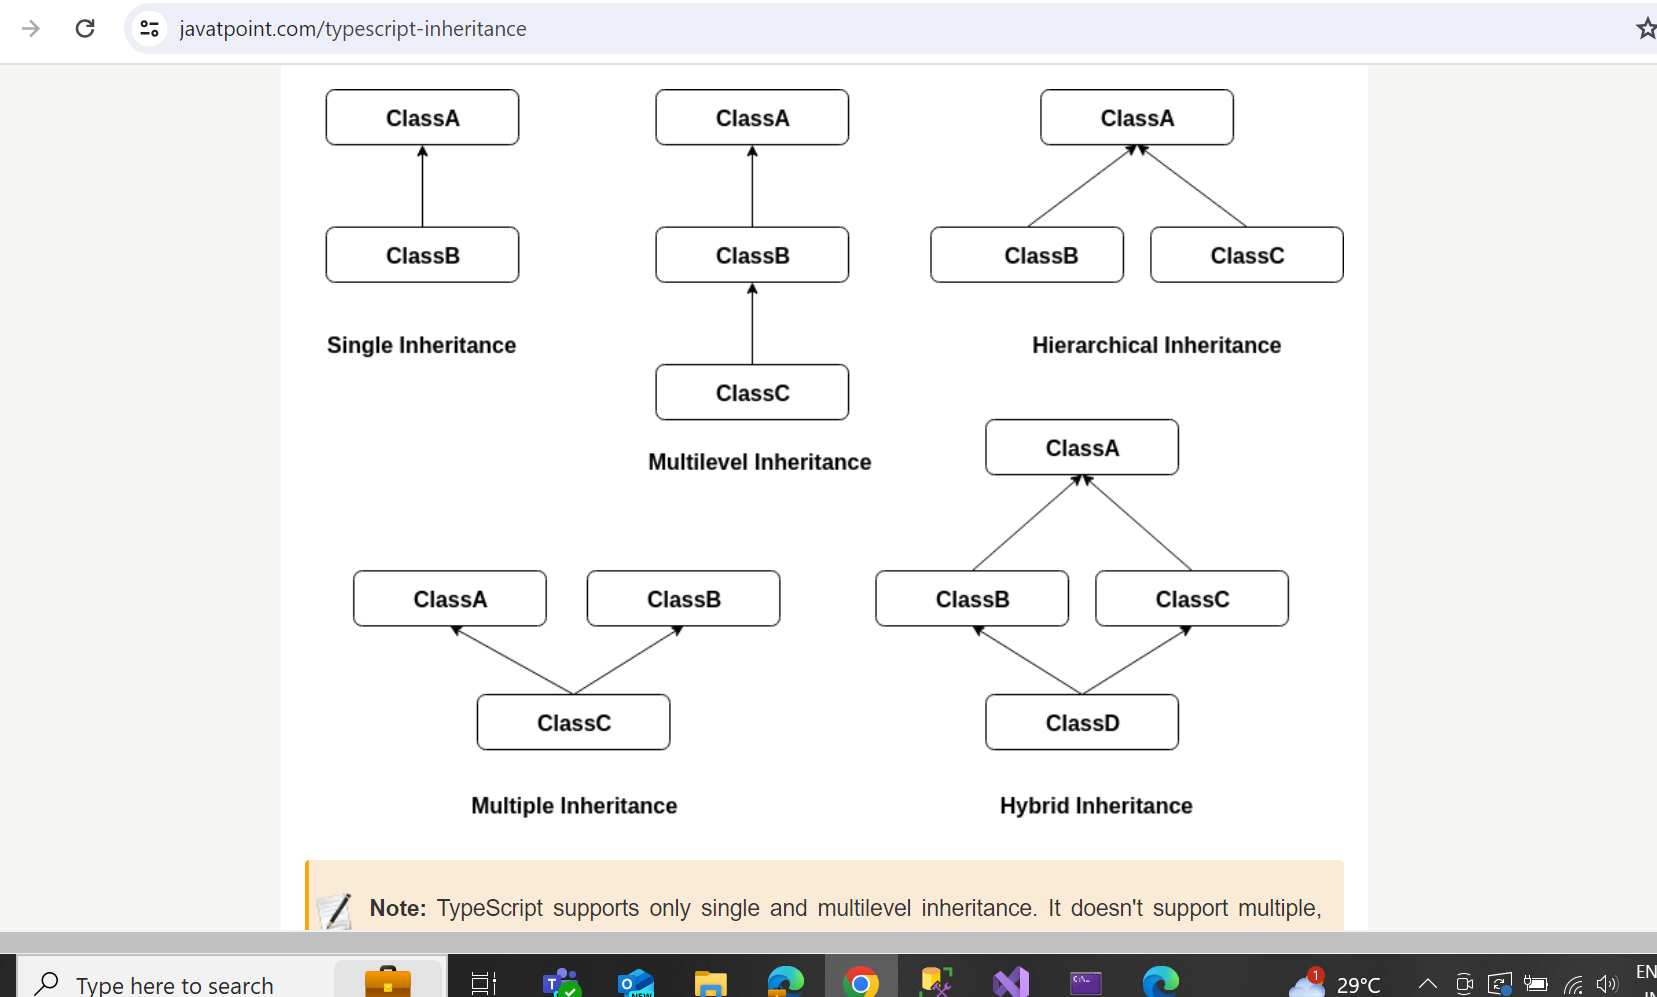 javatpoint.com/typescript-inheritance
ClassA
ClassB
Single Inheritance
ClassA
ClassB
ClassC
Multilevel Inheritance
ClassA
ClassB ClassC
Hierarchical Inheritance
ClassA ClassB
ClassC
Multiple Inheritance
ClassA
ClassB ClassC
ClassD
Hybrid Inheritance
Note: TypeScript supports only single and multilevel inheritance. It doesn't support multiple,
Type here to search
T
O
NEW
C:\_
1
29°C
EN